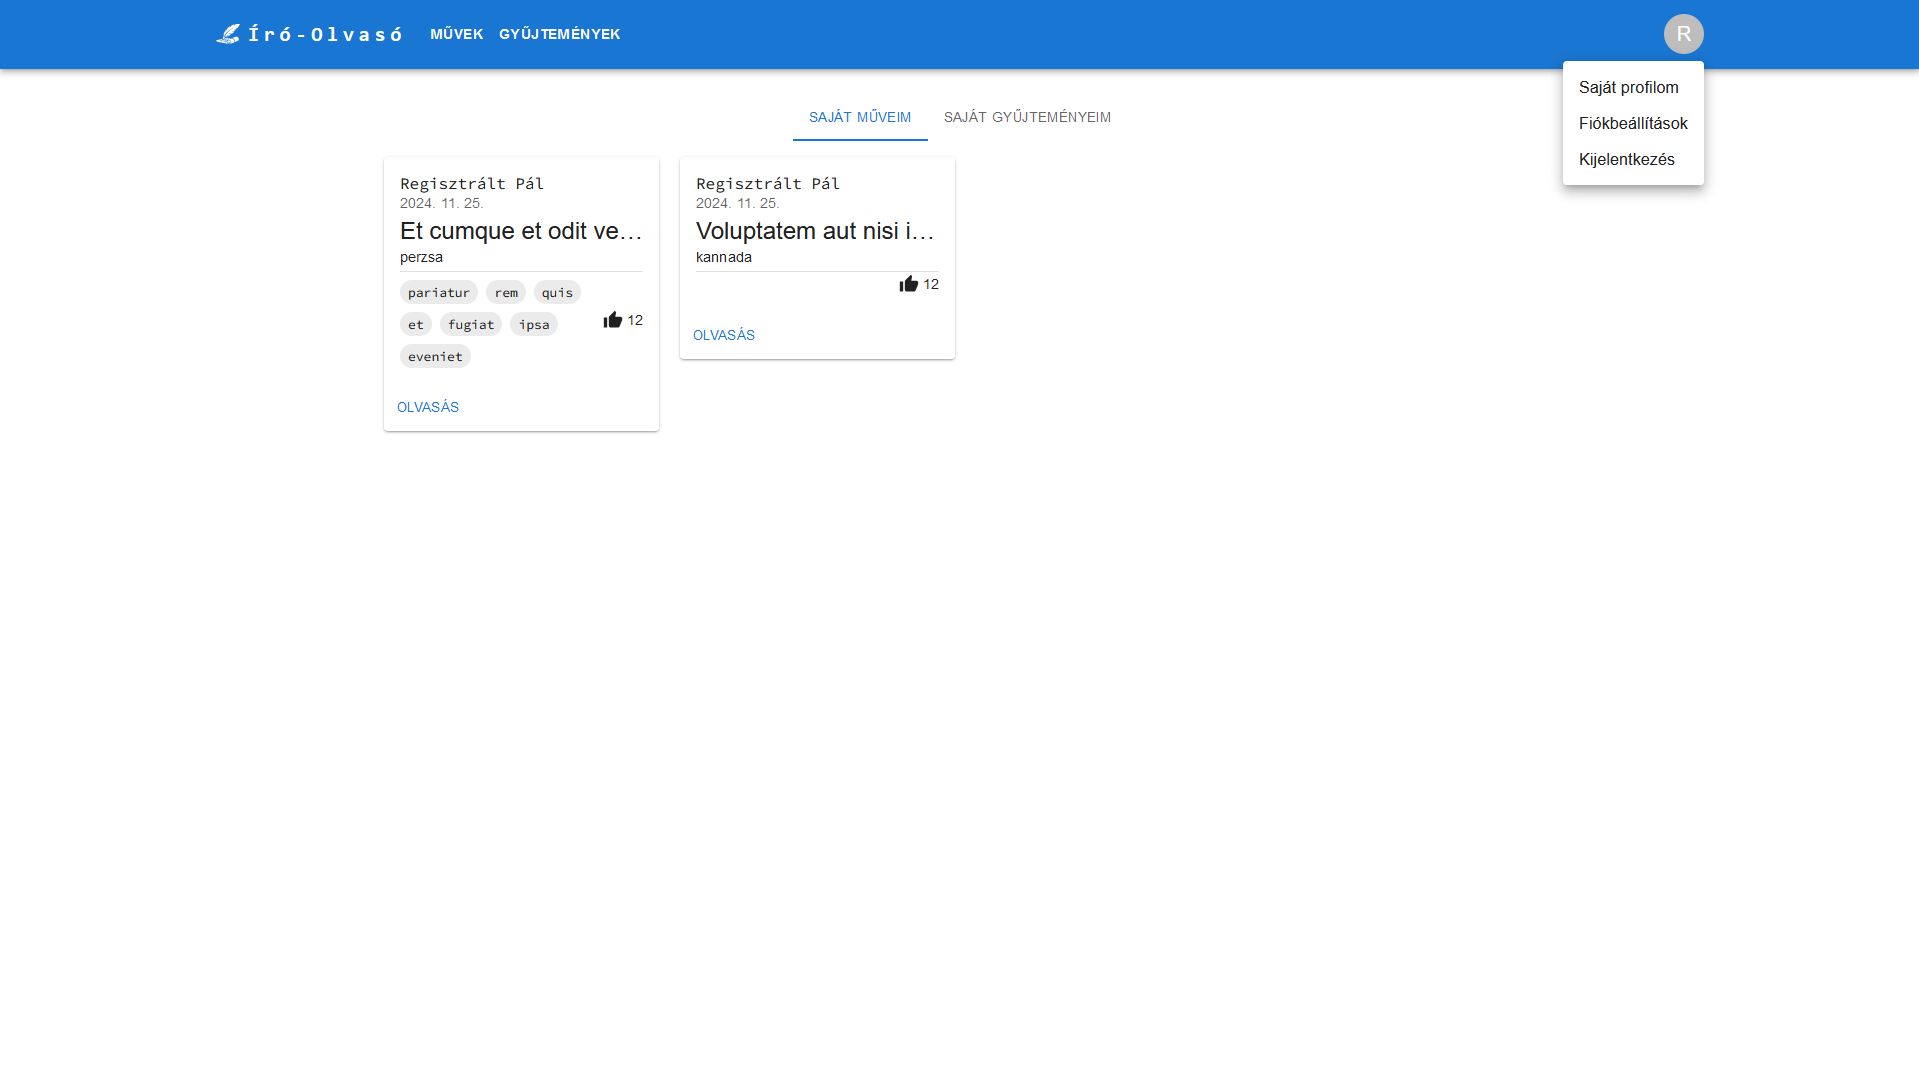 Író-Olvasó MŰVEK GYŰJTEMÉNYEK R
Saját profilom
Fiókbeállítások
Kijelentkezés
SAJÁT MŰVEIM SAJÁT GYŰJTEMÉNYEIM
Regisztrált Pál
2024. 11. 25.
Et cumque et odit ve...
perzsa
pariatur rem quis
et fugiat ipsa
eveniet
12
OLVASÁS
Regisztrált Pál
2024. 11. 25.
Voluptatem aut nisi i...
kannada
12
OLVASÁS